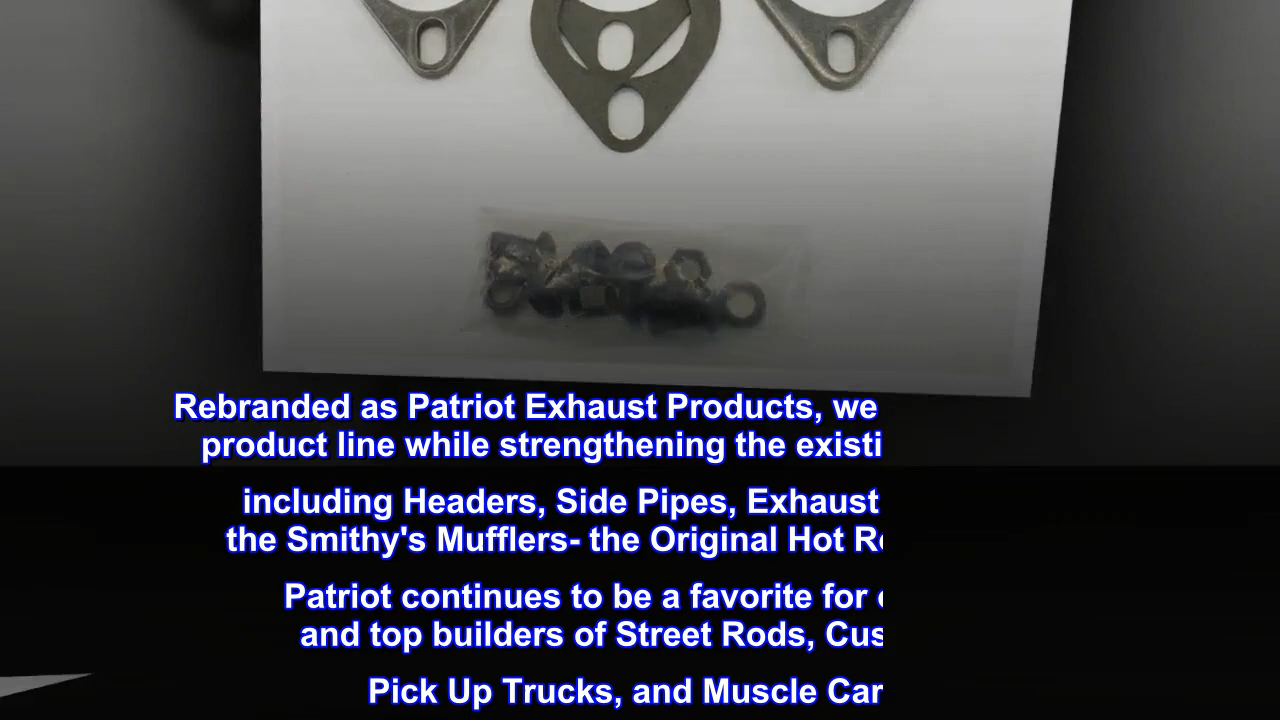 Rebranded as Patriot Exhaust Products, we
product line while strengthening the existi
including Headers, Side Pipes, Exhaust
the Smithy's Mufflers- the Original Hot R
Patriot continues to be a favorite for
and top builders of Street Rods, Cus
Pick Up Trucks, and Muscle Car